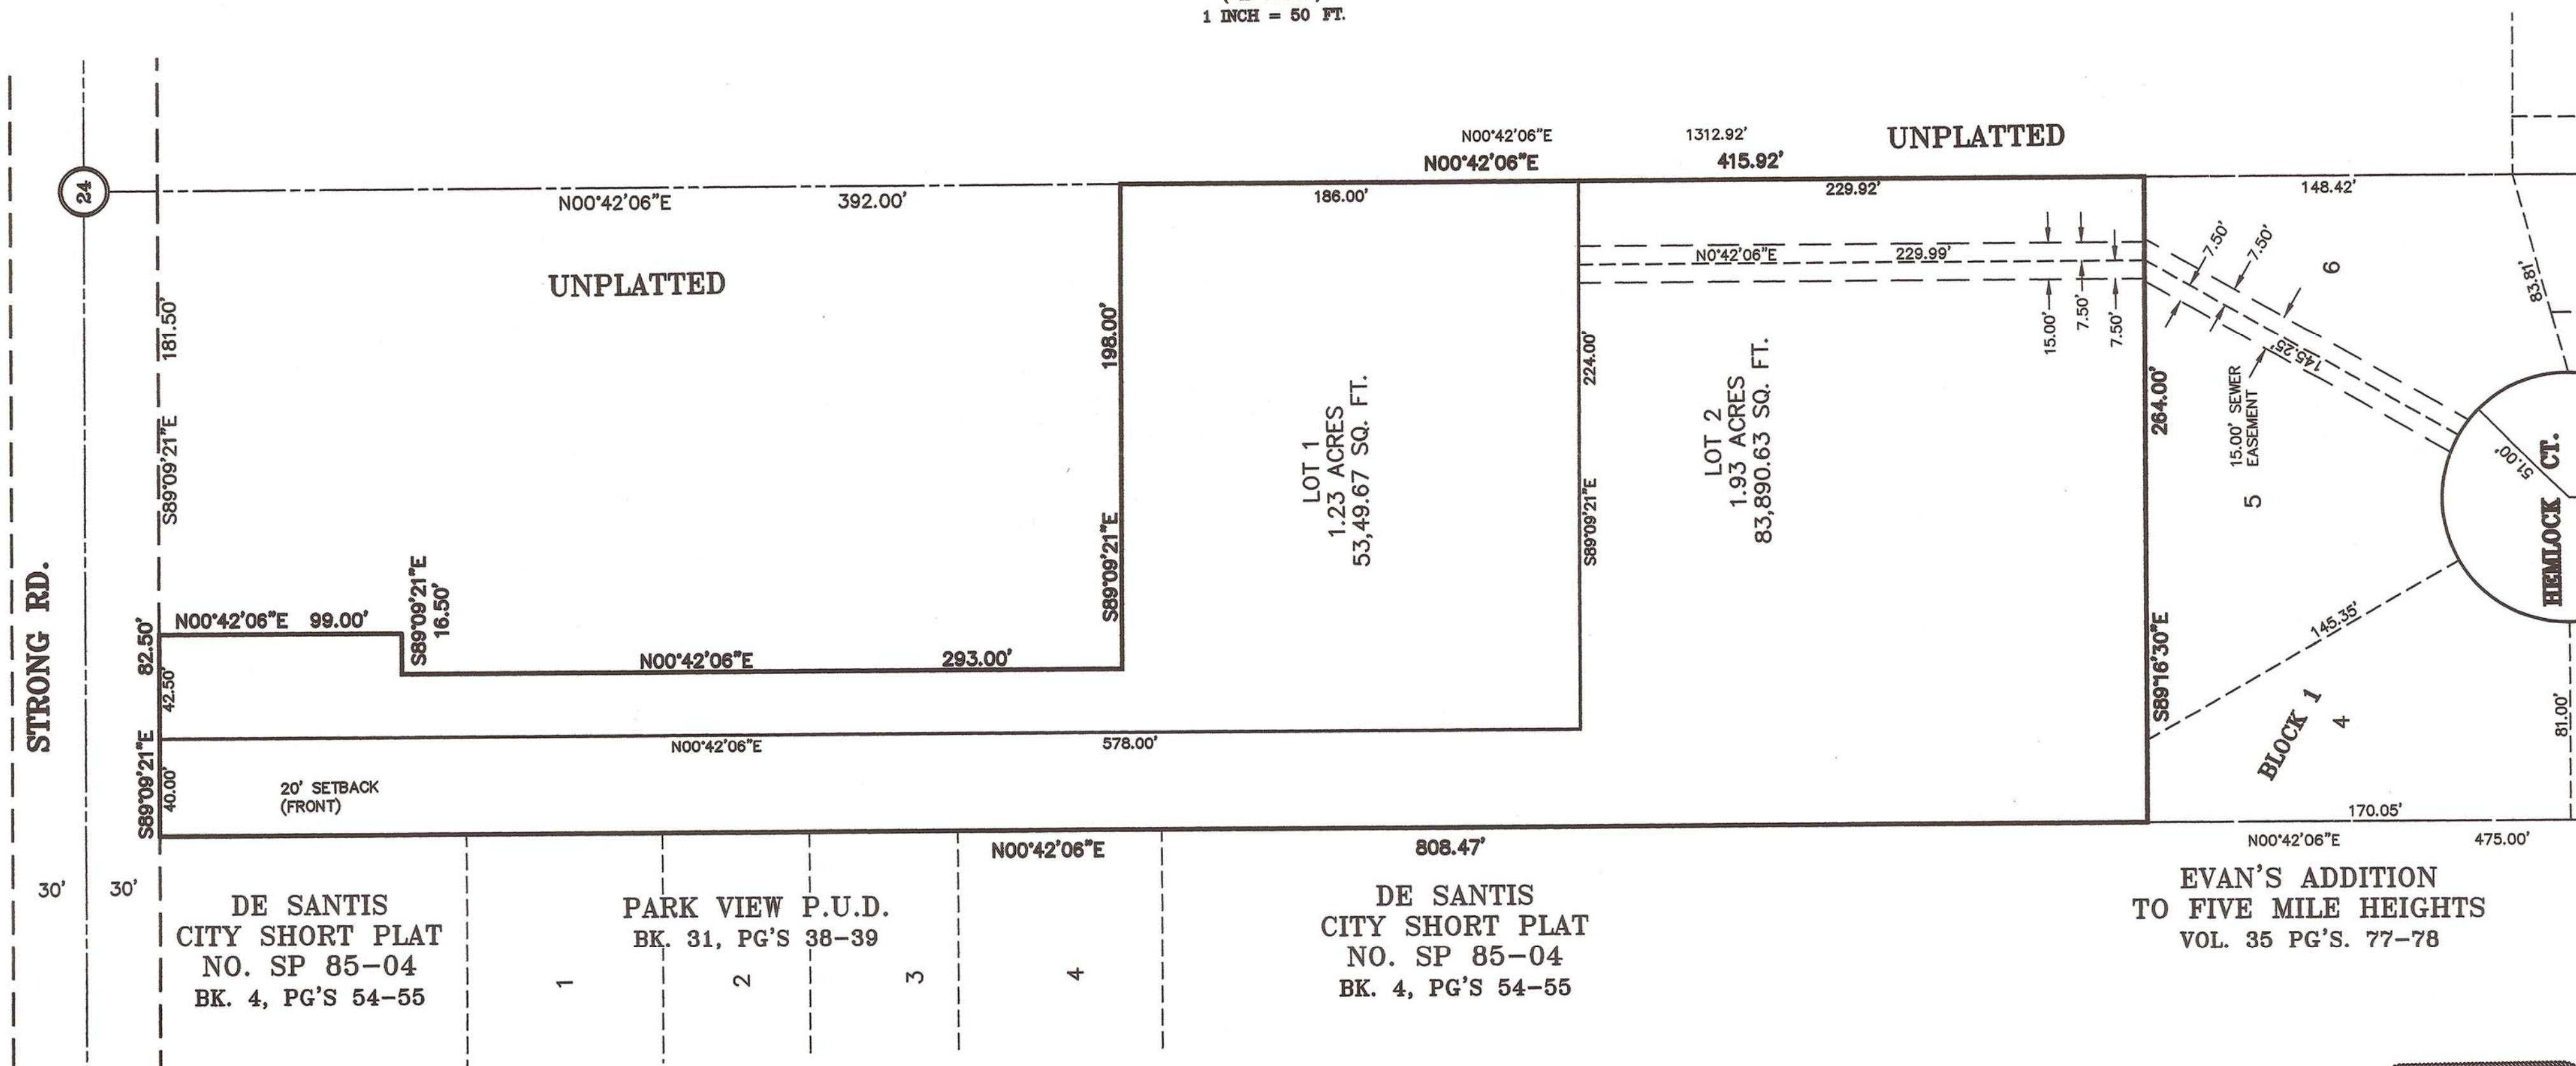 1 INCH = 50 FT.
N00°42'06"E 1312.92'
UNPLATTED
N00°42'06"E 415.92'
24
N00°42'06"E 392.00'
186.00'
229.92'
148.42'
UNPLATTED
181.50'
S89°09'21"E
198.00'
S89°09'21"E
N0°42'06"E 229.99'
15.00'
7.50'
7.50'
7.50'
7.50'
6
83.81'
145.25'
15.00' SEWER
EASEMENT
5
51.00'
HEMLOCK CT.
224.00'
S89°09'21"E
LOT 1
1.23 ACRES
53,49.67 SQ. FT.
LOT 2
1.93 ACRES
83,890.63 SQ. FT.
264.00'
S89°16'30"E
STRONG RD.
N00°42'06"E 99.00'
S89°09'21"E
16.50'
N00°42'06"E 293.00'
82.50'
42.50'
S89°09'21"E
40.00'
N00°42'06"E 578.00'
20' SETBACK
(FRONT)
145.35'
BLOCK 1
4
81.00'
170.05'
N00°42'06"E 808.47'
N00°42'06"E 475.00'
30' 30'
DE SANTIS
CITY SHORT PLAT
NO. SP 85-04
BK. 4, PG'S 54-55
PARK VIEW P.U.D.
BK. 31, PG'S 38-39
1
2
3
4
DE SANTIS
CITY SHORT PLAT
NO. SP 85-04
BK. 4, PG'S 54-55
EVAN'S ADDITION
TO FIVE MILE HEIGHTS
VOL. 35 PG'S. 77-78